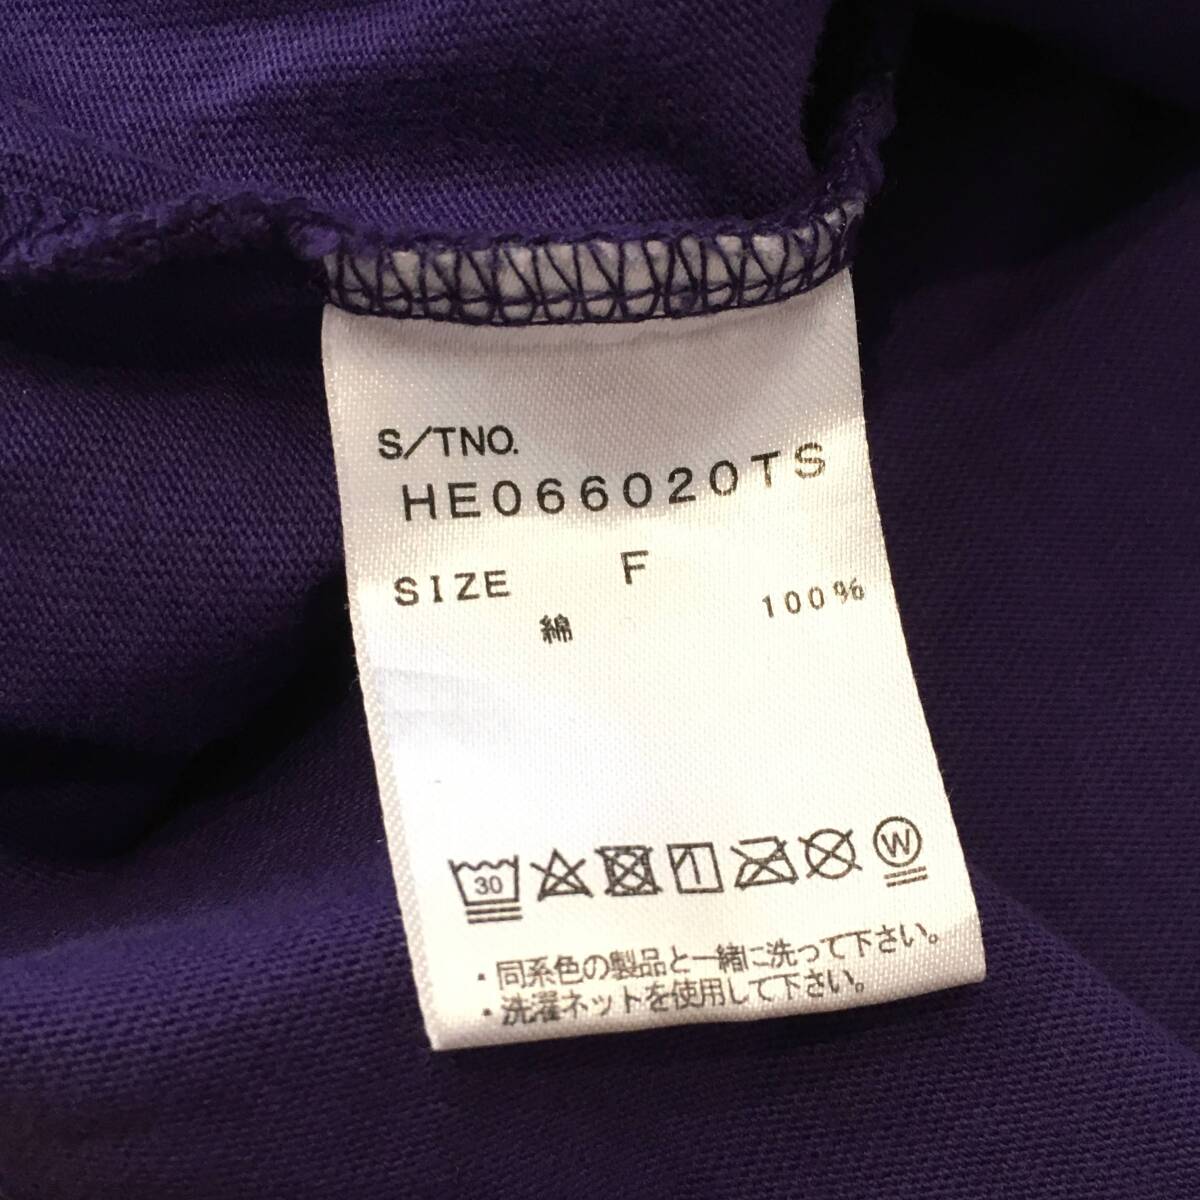 S/TNO.
HE066020TS
SIZE F
綿 100%
30 W
・同系色の製品と一緒に洗って下さい。
・洗濯ネットを使用して下さい。